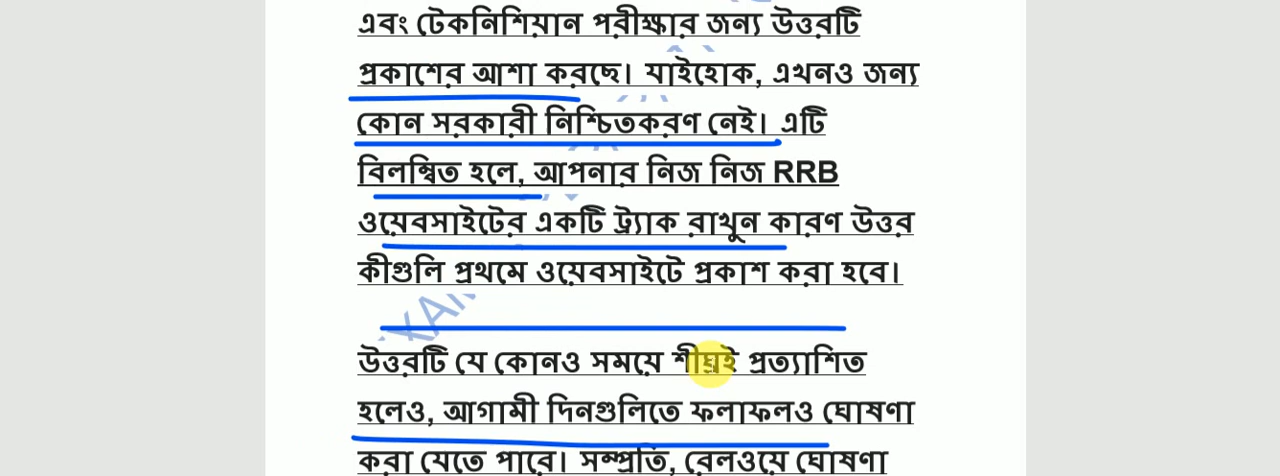 এবং টেকনিশিয়ান পরীক্ষার জন্য উত্তরটি
প্রকাশের আশা করছে। যাইহোক, এখনও জন্য
কোন সরকারী নিশ্চিতকরণ নেই। এটি
বিলম্বিত হলে, আপনার নিজ নিজ RRB
ওয়েবসাইটের একটি ট্র্যাক রাখুন কারণ উত্তর
কীগুলি প্রথমে ওয়েবসাইটে প্রকাশ করা হবে।
উত্তরটি যে কোনও সময়ে শীঘ্রই প্রত্যাশিত
হলেও, আগামী দিনগুলিতে ফলাফলও ঘোষণা
করা যেতে পারে। সম্প্রতি, রেলওয়ে ঘোষণা